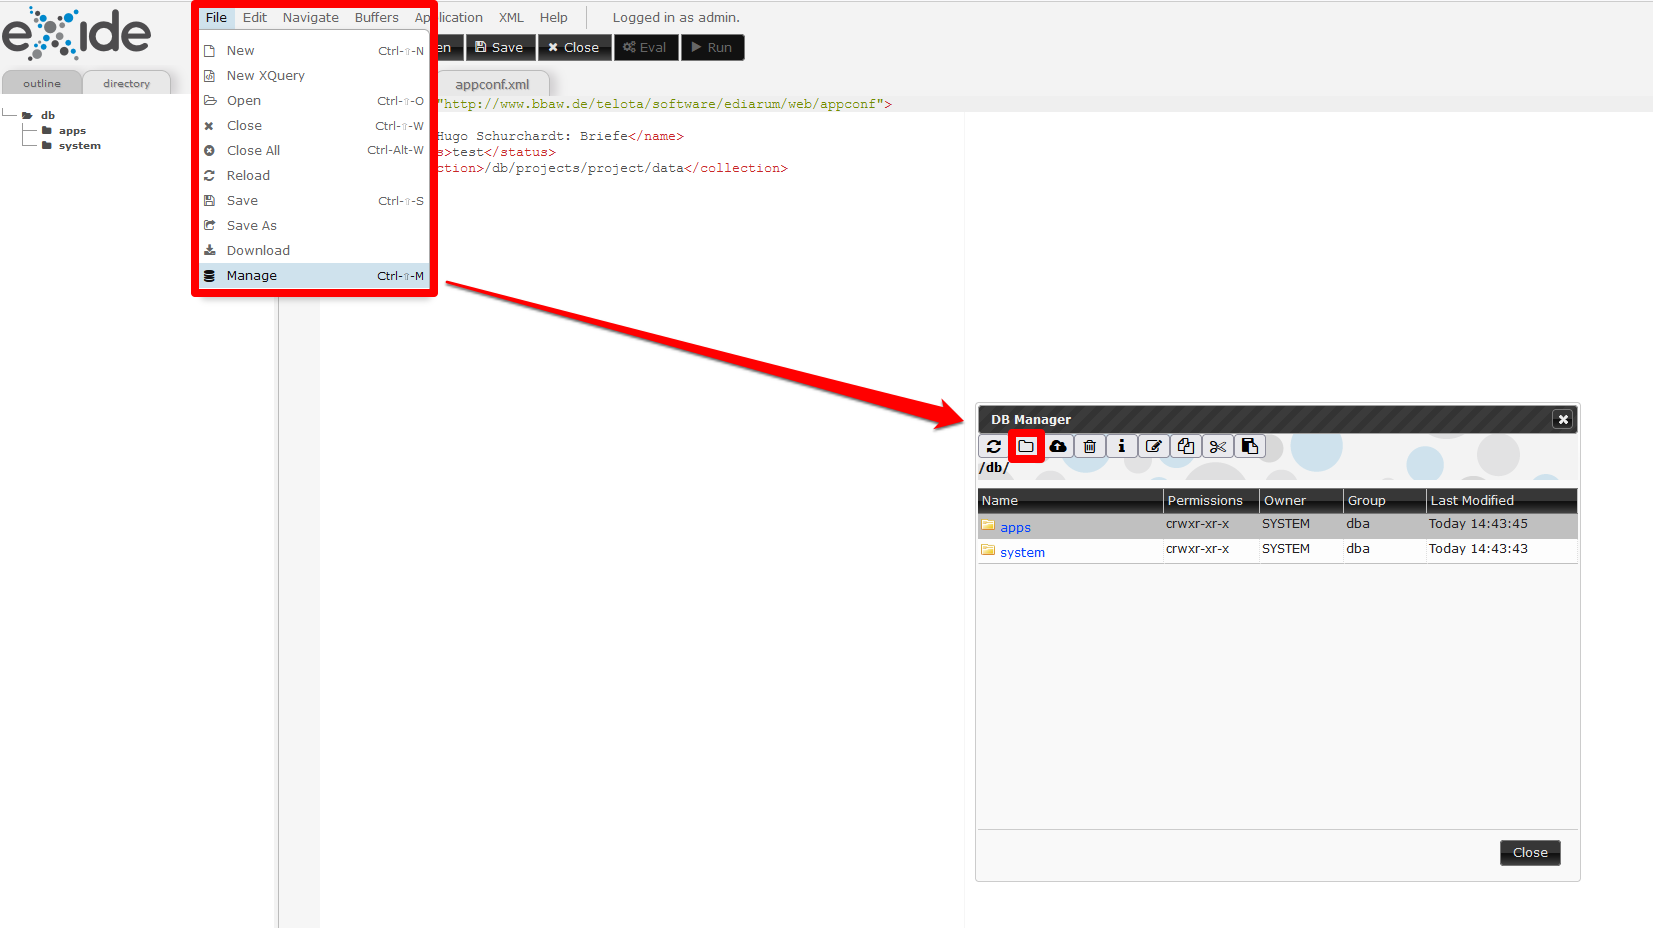 eXide
File Edit Navigate Buffers Application XML Help Logged in as admin.
en Save Close Eval Run
outline directory
appconf.xml
db
apps
system
New Ctrl-⇧-N
New XQuery
Open Ctrl-⇧-O
Close Ctrl-⇧-W
Close All Ctrl-Alt-W
Reload
Save Ctrl-⇧-S
Save As
Download
Manage Ctrl-⇧-M
"http://www.bbaw.de/telota/software/ediarum/web/appconf">
Hugo Schurchardt: Briefe</name>
s>test</status>
ction>/db/projects/project/data</collection>
DB Manager
/db/
Name Permissions Owner Group Last Modified
apps crwxr-xr-x SYSTEM dba Today 14:43:45
system crwxr-xr-x SYSTEM dba Today 14:43:43
Close